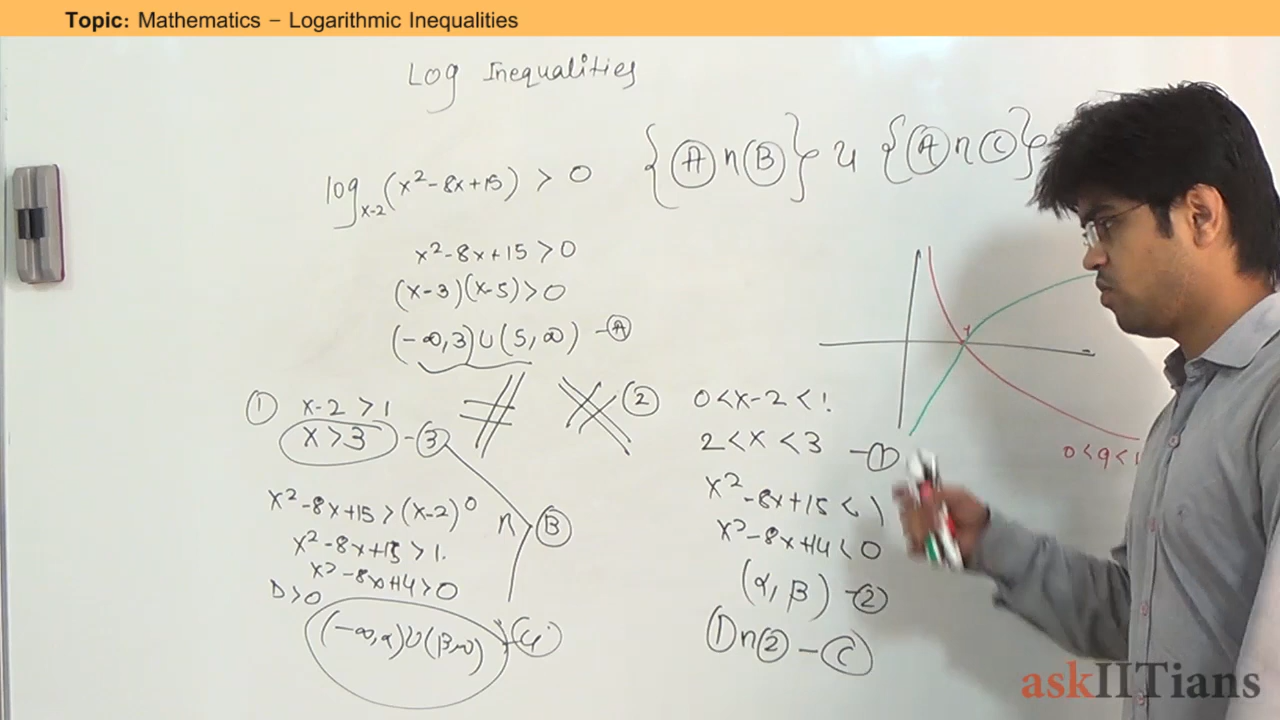 Topic: Mathematics – Logarithmic Inequalities
Log Inequalities
{(A) n (B)} u {(A) n (C)}
log x-2 (x²-8x+15) > 0
x²-8x+15 > 0
(x-3)(x-5) > 0
(-∞,3) ∪ (5,∞) -(A)
① x-2 > 1
x > 3 -③
x²-8x+15 > (x-2)⁰
x²-8x+15 > 1.
x²-8x+14 > 0
D > 0
(-∞,α)∪(β,∞) -④
n (B)
② 0 < x-2 < 1.
2 < x < 3 -①
x²-8x+15 < 1
x²-8x+14 < 0
(α, β) -②
① n ② - (C)
1
0 < a < 1
askIITians